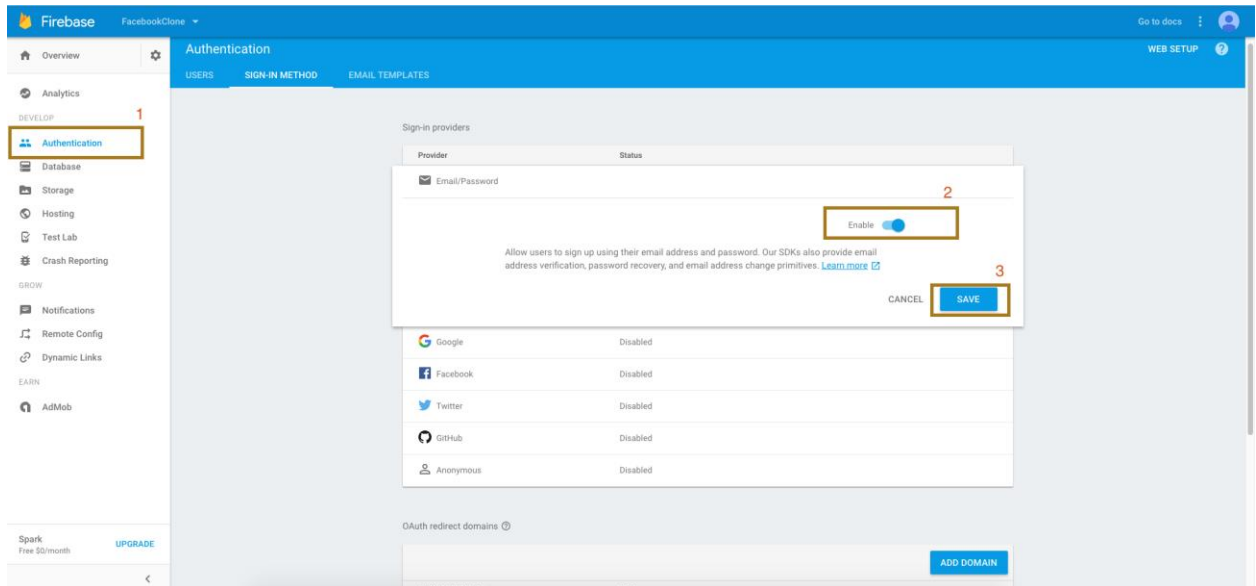 Firebase FacebookClone Go to docs
Overview
Authentication WEB SETUP ?
USERS SIGN-IN METHOD EMAIL TEMPLATES
Analytics
DEVELOP 1
Authentication
Database
Storage
Hosting
Test Lab
Crash Reporting
GROW
Notifications
Remote Config
Dynamic Links
EARN
AdMob
Spark
Free $0/month UPGRADE
Sign-in providers
Provider Status
Email/Password
2
Enable
Allow users to sign up using their email address and password. Our SDKs also provide email
address verification, password recovery, and email address change primitives. Learn more
3
CANCEL SAVE
Google Disabled
Facebook Disabled
Twitter Disabled
GitHub Disabled
Anonymous Disabled
OAuth redirect domains ?
ADD DOMAIN